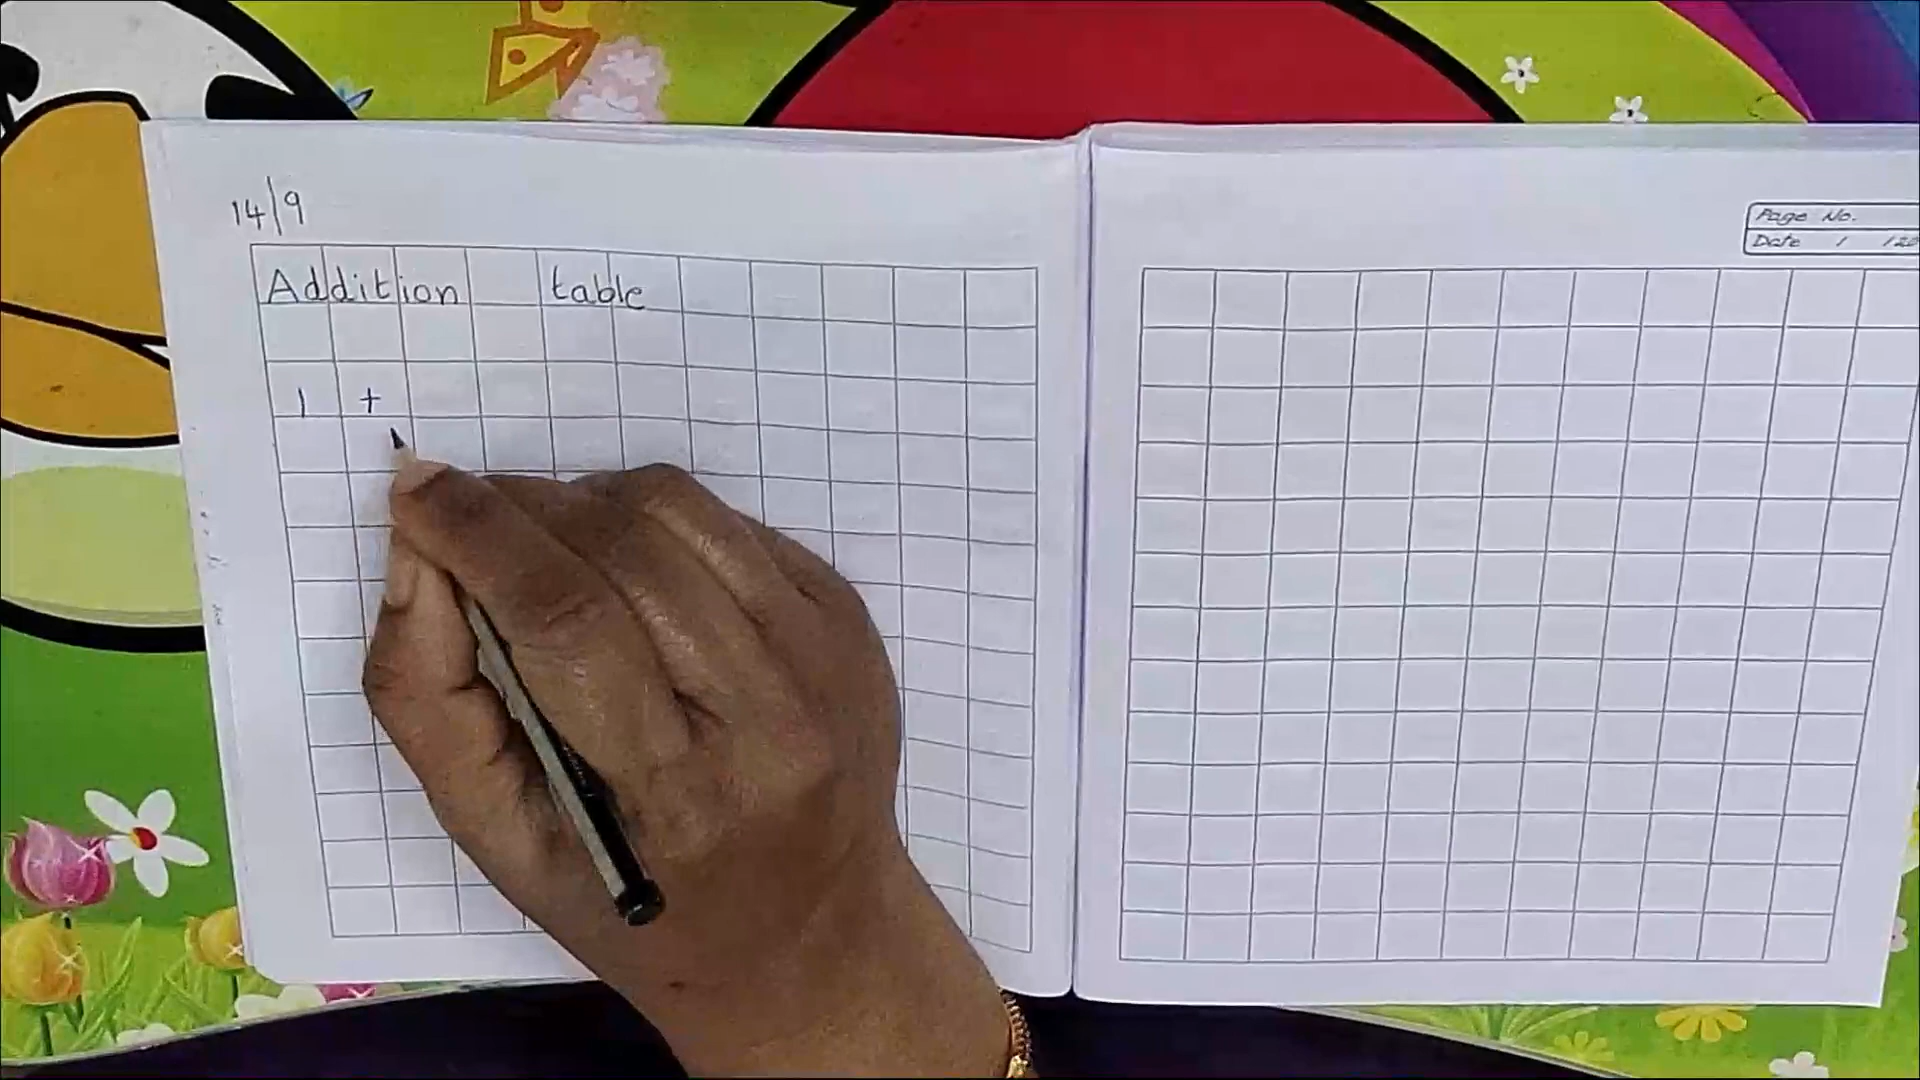 14/9
Addition table
1 +
Page No.
Date / /20